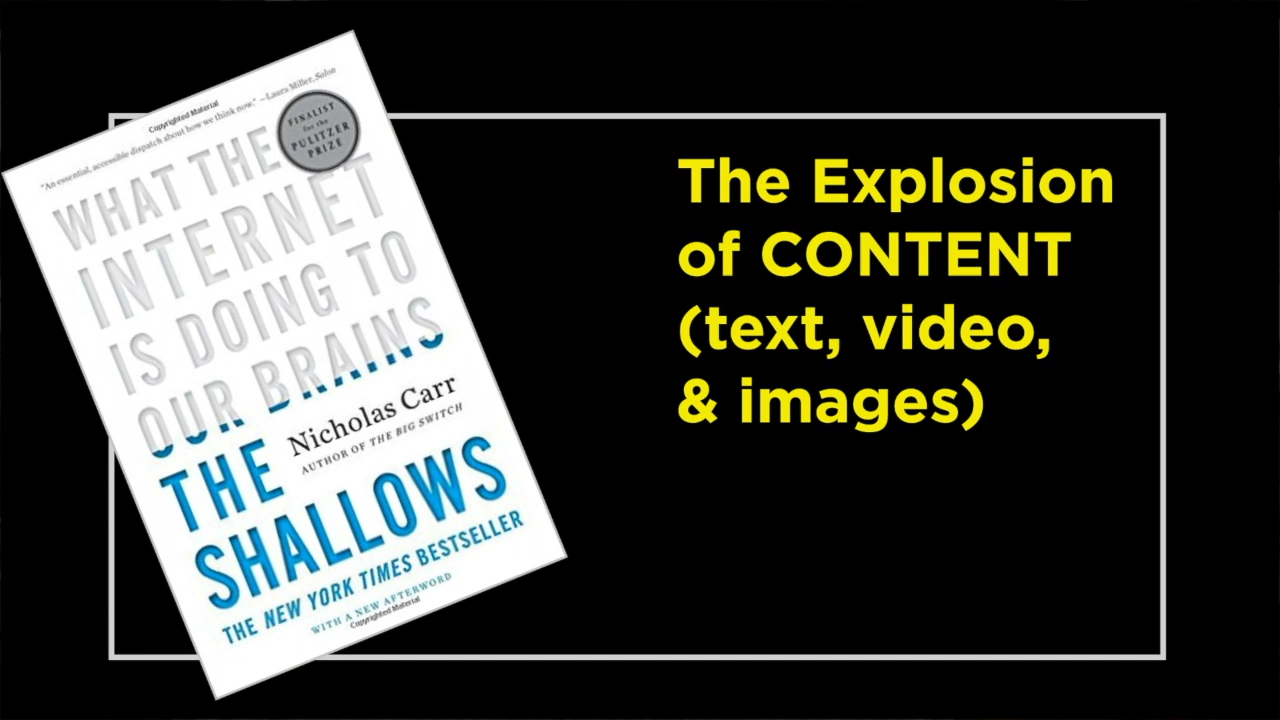 Copyrighted Material
"An essential, accessible dispatch about how we think now." —Laura Miller, Salon
FINALIST
for the
PULITZER
PRIZE
WHAT THE
INTERNET
IS DOING TO
OUR BRAINS
Nicholas Carr
AUTHOR OF THE BIG SWITCH
THE
SHALLOWS
THE NEW YORK TIMES BESTSELLER
WITH A NEW AFTERWORD
Copyrighted Material
The Explosion
of CONTENT
(text, video,
& images)